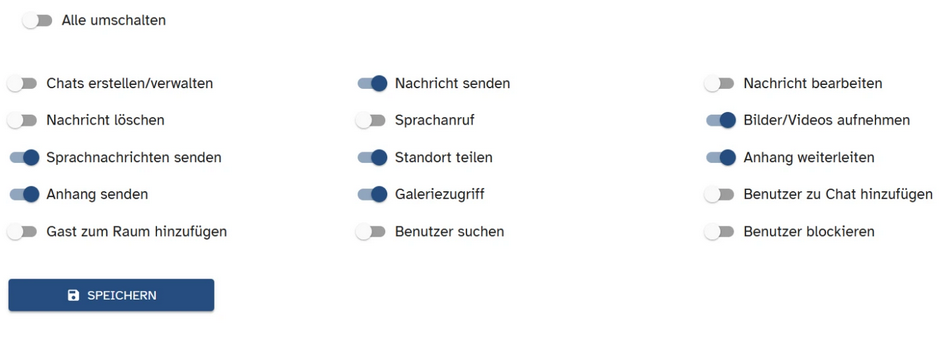 Alle umschalten
Chats erstellen/verwalten Nachricht senden Nachricht bearbeiten
Nachricht löschen Sprachanruf Bilder/Videos aufnehmen
Sprachnachrichten senden Standort teilen Anhang weiterleiten
Anhang senden Galeriezugriff Benutzer zu Chat hinzufügen
Gast zum Raum hinzufügen Benutzer suchen Benutzer blockieren
SPEICHERN